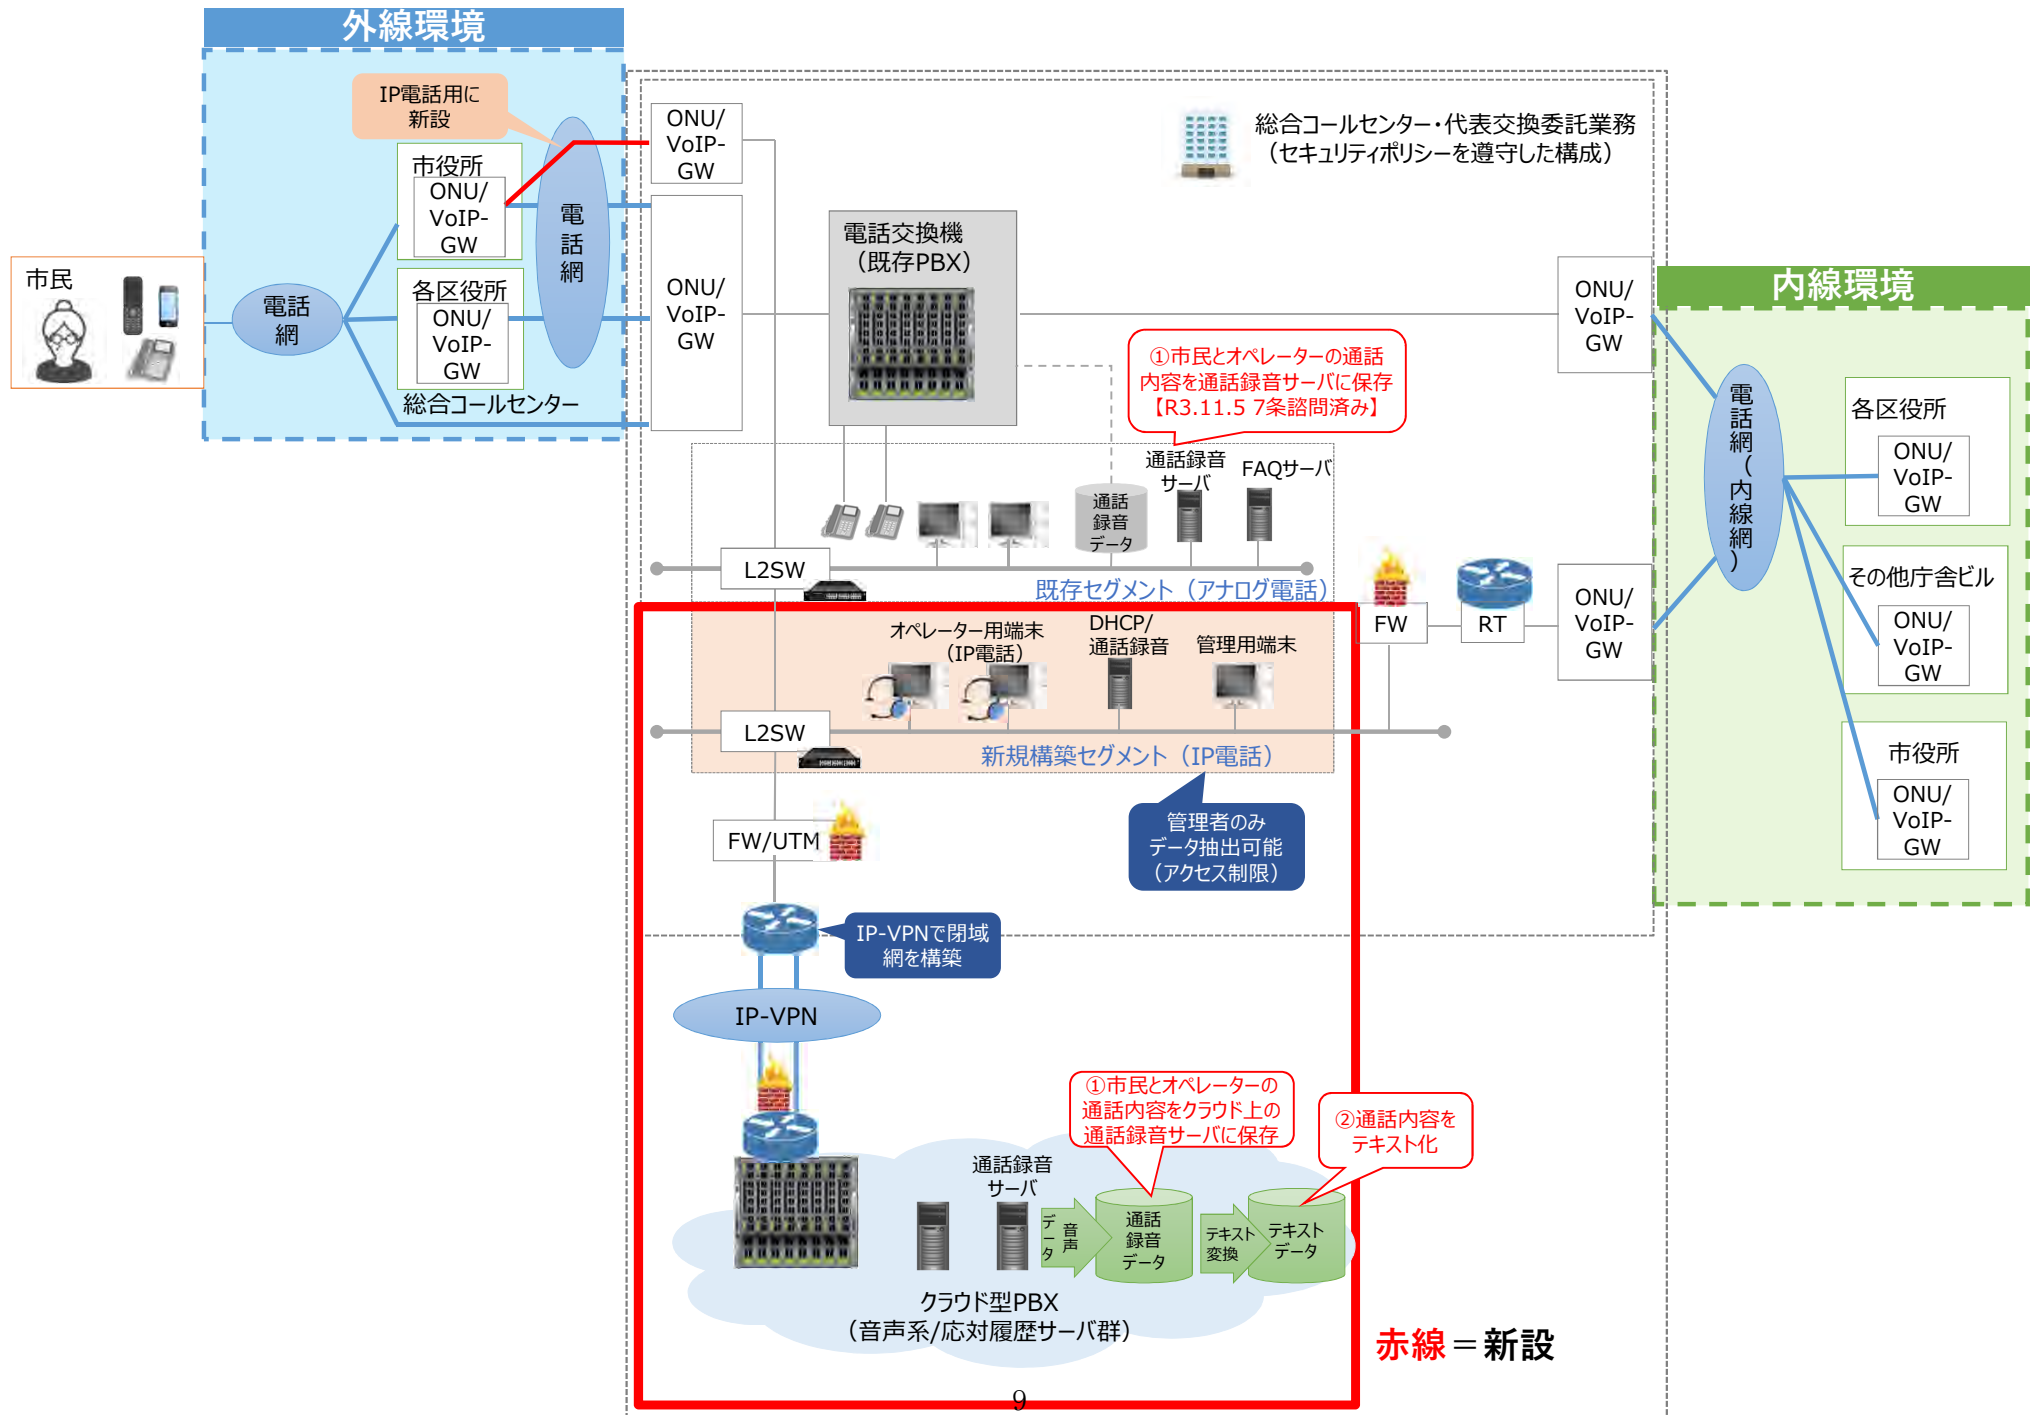 外線環境
IP電話用に
新設
市役所
ONU/
VoIP-
GW
電話網
各区役所
ONU/
VoIP-
GW
総合コールセンター
市民
電話
網
ONU/
VoIP-
GW
ONU/
VoIP-
GW
総合コールセンター・代表交換委託業務
（セキュリティポリシーを遵守した構成）
電話交換機
（既存PBX）
①市民とオペレーターの通話
内容を通話録音サーバに保存
【R3.11.5 7条諮問済み】
通話録音
サーバ
FAQサーバ
通話
録音
データ
L2SW
既存セグメント（アナログ電話）
オペレーター用端末
（IP電話）
DHCP/
通話録音
管理用端末
L2SW
新規構築セグメント（IP電話）
FW
RT
ONU/
VoIP-
GW
ONU/
VoIP-
GW
内線環境
電話網（内線網）
各区役所
ONU/
VoIP-
GW
その他庁舎ビル
ONU/
VoIP-
GW
市役所
ONU/
VoIP-
GW
管理者のみ
データ抽出可能
（アクセス制限）
FW/UTM
IP-VPNで閉域
網を構築
IP-VPN
①市民とオペレーターの
通話内容をクラウド上の
通話録音サーバに保存
②通話内容を
テキスト化
通話録音
サーバ
音声
データ
通話
録音
データ
テキスト
変換
テキスト
データ
クラウド型PBX
（音声系/応対履歴サーバ群）
赤線＝新設
9